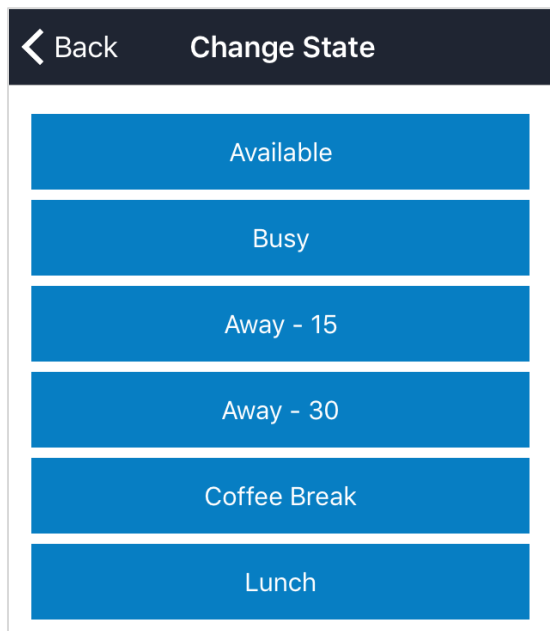 Back Change State
Available
Busy
Away - 15
Away - 30
Coffee Break
Lunch